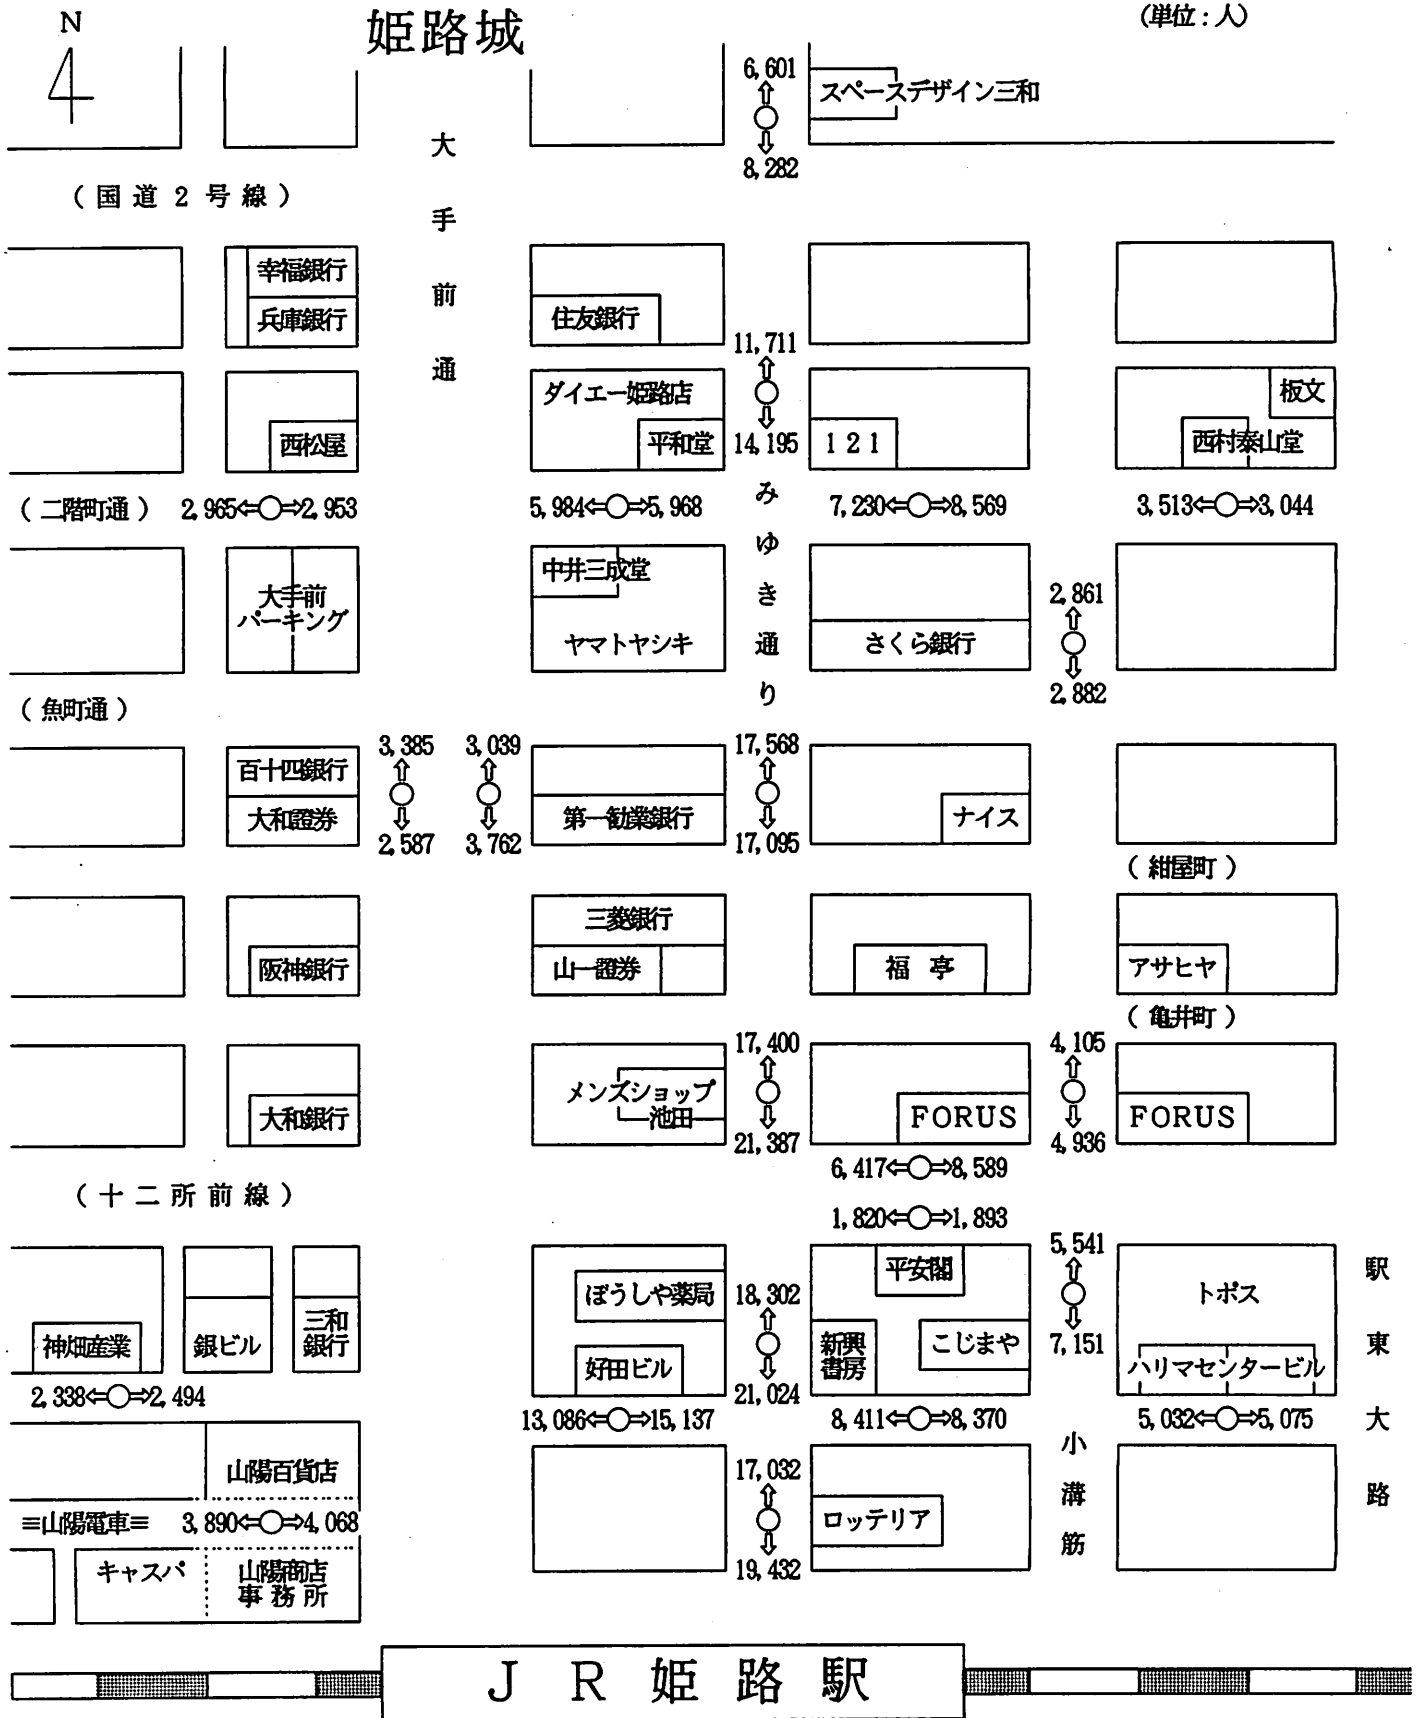 N
姫路城
(単位：人)
6,601
スペースデザイン三和
8,282
大手前通
(国道2号線)
幸福銀行
兵庫銀行
住友銀行
11,711
ダイエー姫路店
板文
西松屋
平和堂
14,195
121
西村泰山堂
(二階町通)
2,965⇔2,953
5,984⇔5,968
みゆき通り
7,230⇔8,569
3,513⇔3,044
大手前
パーキング
中井三成堂
ヤマトヤシキ
さくら銀行
2,861
2,882
(魚町通)
3,385
3,039
17,568
百十四銀行
大和證券
第一勧業銀行
ナイス
2,587
3,762
17,095
(紺屋町)
三菱銀行
阪神銀行
山一證券
福亭
アサヒヤ
(亀井町)
17,400
4,105
メンズショップ
池田
大和銀行
FORUS
FORUS
21,387
4,936
6,417⇔8,589
(十二所前線)
1,820⇔1,893
5,541
平安閣
ぼうしや薬局
18,302
トポス
駅東大路
神畑産業
銀ビル
三和
銀行
好田ビル
新興
書房
こじまや
7,151
ハリマセンタービル
2,338⇔2,494
21,024
13,086⇔15,137
8,411⇔8,370
5,032⇔5,075
小溝筋
山陽百貨店
17,032
ロッテリア
≡山陽電車≡
3,890⇔4,068
キャスパ
山陽商店
事務所
19,432
JR姫路駅